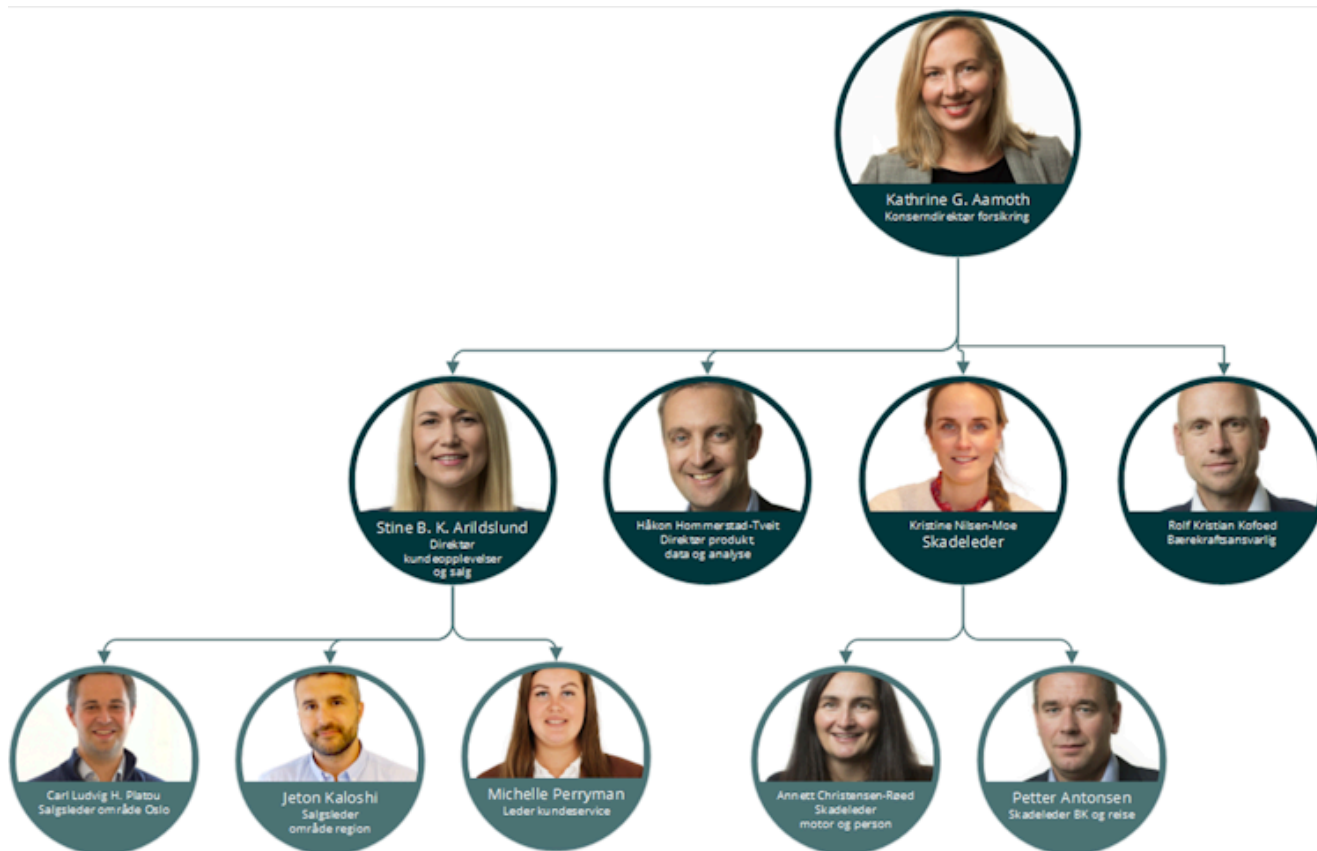 Kathrine G. Aamoth
Konserndirektør forsikring
Stine B. K. Arildslund
Direktør
kundeopplevelser
og salg
Håkon Hommerstad-Tveit
Direktør produkt,
data og analyse
Kristine Nilsen-Moe
Skadeleder
Rolf Kristian Kofoed
Bærekraftsansvarlig
Carl Ludvig H. Platou
Salgsleder område Oslo
Jeton Kaloshi
Salgsleder
område region
Michelle Perryman
Leder kundeservice
Annett Christensen-Røed
Skadeleder
motor og person
Petter Antonsen
Skadeleder BK og reise